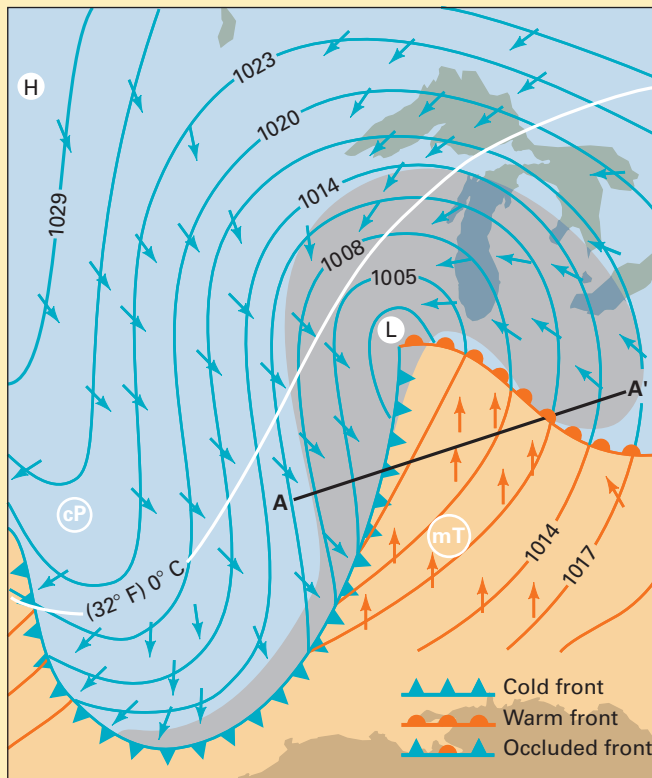 H
1023
1020
1029
1014
1008
1005
L
A'
A
cP
mT
1014
(32° F) 0° C
1017
Cold front
Warm front
Occluded front